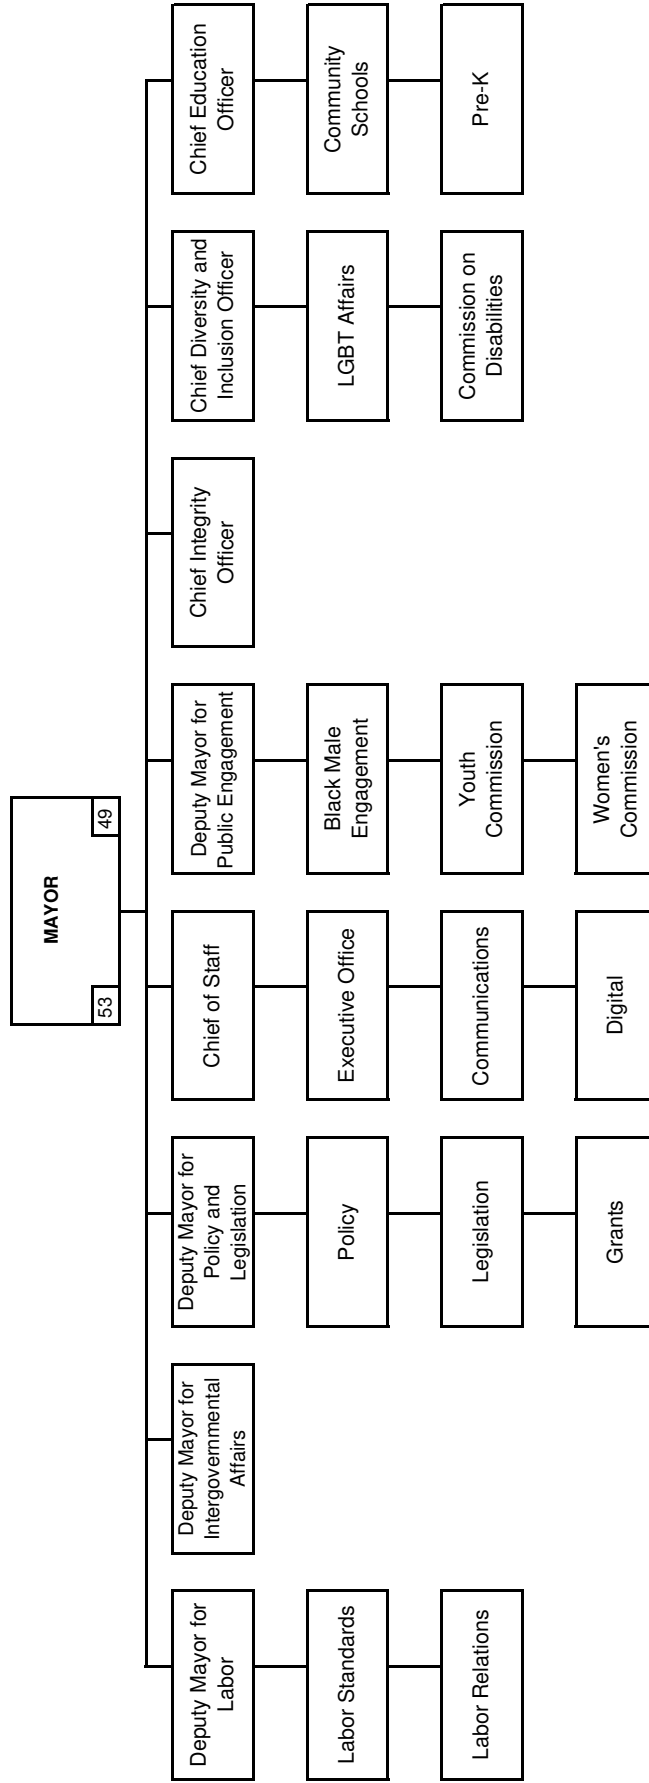 MAYOR
53
49
Deputy Mayor for
Labor
Deputy Mayor for
Intergovernmental
Affairs
Deputy Mayor for
Policy and
Legislation
Chief of Staff
Deputy Mayor for
Public Engagement
Chief Integrity
Officer
Chief Diversity and
Inclusion Officer
Chief Education
Officer
Labor Standards
Policy
Executive Office
Black Male
Engagement
LGBT Affairs
Community
Schools
Labor Relations
Legislation
Communications
Youth
Commission
Commission on
Disabilities
Pre-K
Grants
Digital
Women's
Commission